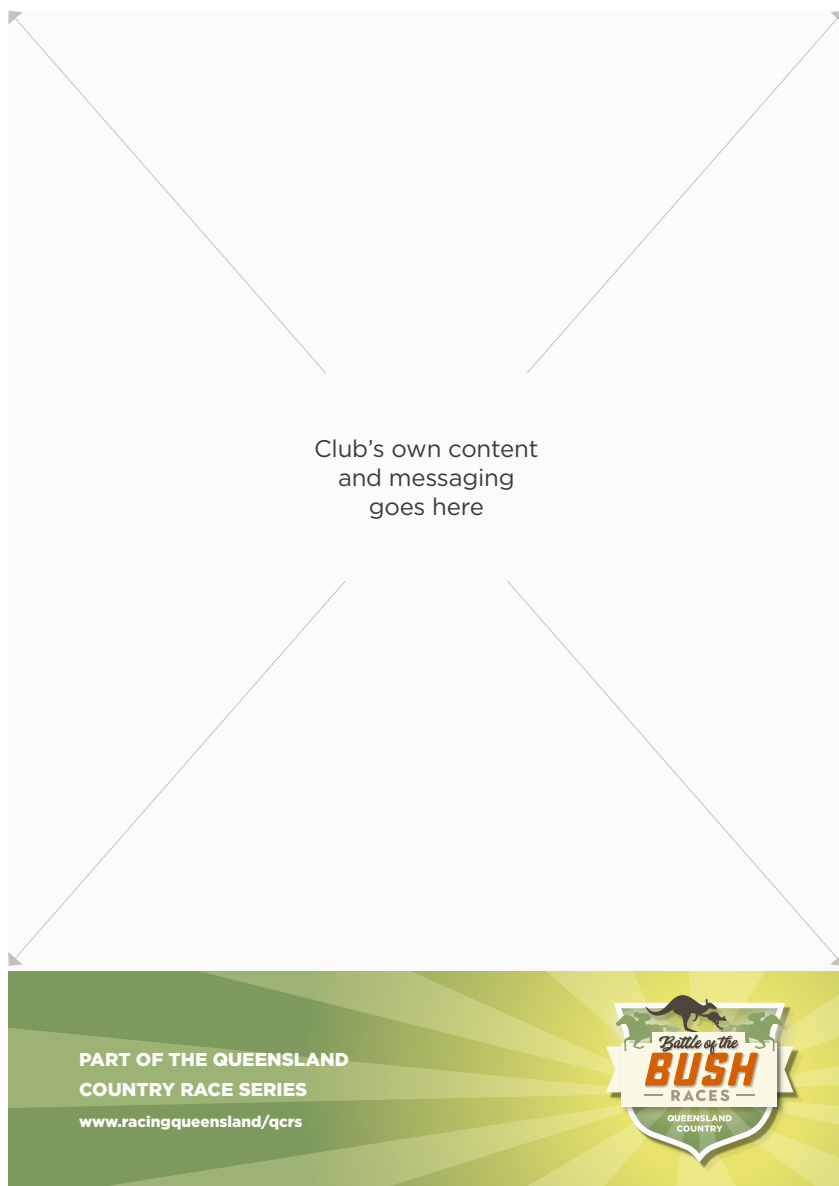 Club’s own content
and messaging
goes here
PART OF THE QUEENSLAND
COUNTRY RACE SERIES
www.racingqueensland/qcrs
Battle of the
BUSH
RACES
QUEENSLAND
COUNTRY